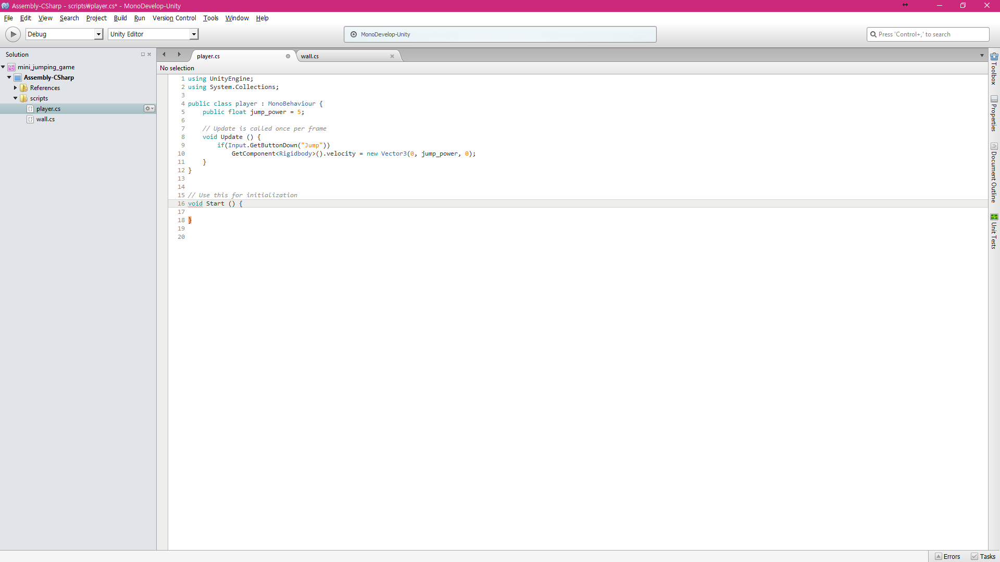 Assembly-CSharp - scripts₩player.cs* - MonoDevelop-Unity
File Edit View Search Project Build Run Version Control Tools Window Help
Debug Unity Editor MonoDevelop-Unity Press 'Control+,' to search
Solution
mini_jumping_game
Assembly-CSharp
References
scripts
player.cs
wall.cs
player.cs wall.cs
No selection
1 using UnityEngine;
2 using System.Collections;
3
4 public class player : MonoBehaviour {
5 public float jump_power = 5;
6
7 // Update is called once per frame
8 void Update () {
9 if(Input.GetButtonDown("Jump"))
10 GetComponent<Rigidbody>().velocity = new Vector3(0, jump_power, 0);
11 }
12 }
13
14
15 // Use this for initialization
16 void Start () {
17
18 }
19
20
Toolbox
Properties
Document Outline
Unit Tests
Errors Tasks